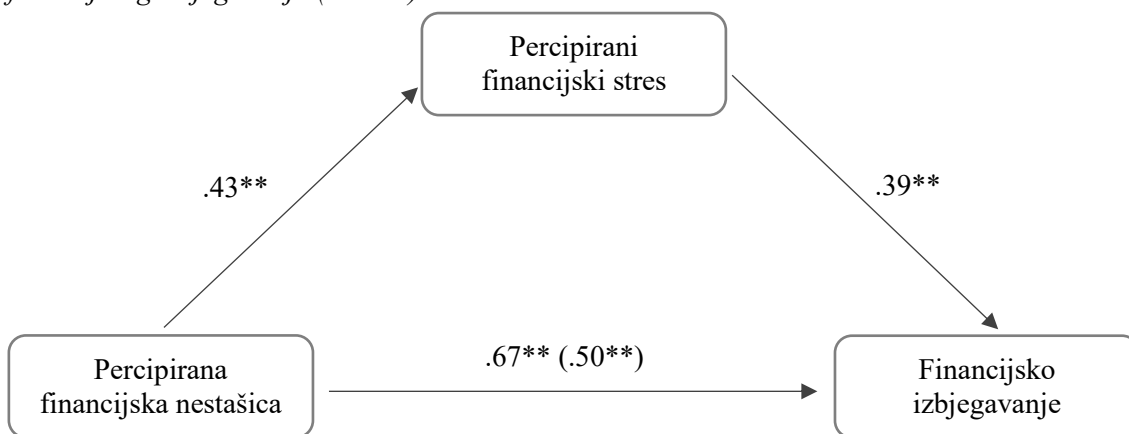 Percipirani
financijski stres
.43**
.39**
Percipirana
financijska nestašica
.67** (.50**)
Financijsko
izbjegavanje